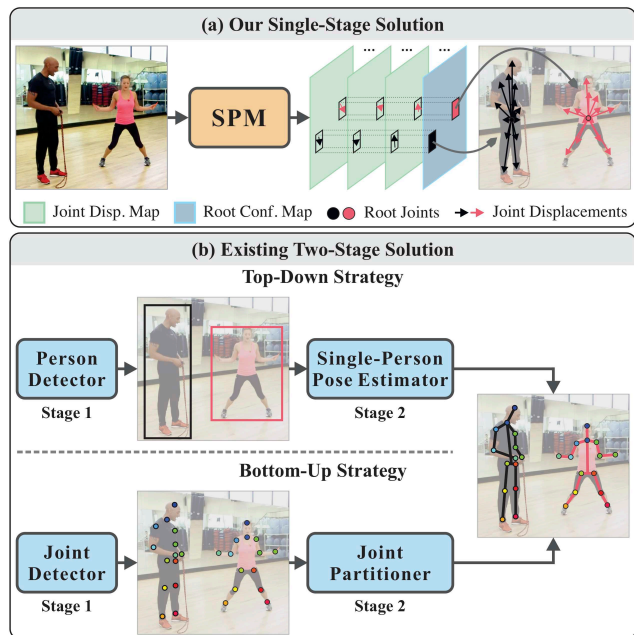 (a) Our Single-Stage Solution
... ... ... ...
SPM
Joint Disp. Map
Root Conf. Map
Root Joints
Joint Displacements
(b) Existing Two-Stage Solution
Top-Down Strategy
Person
Detector
Stage 1
Single-Person
Pose Estimator
Stage 2
Bottom-Up Strategy
Joint
Detector
Stage 1
Joint
Partitioner
Stage 2